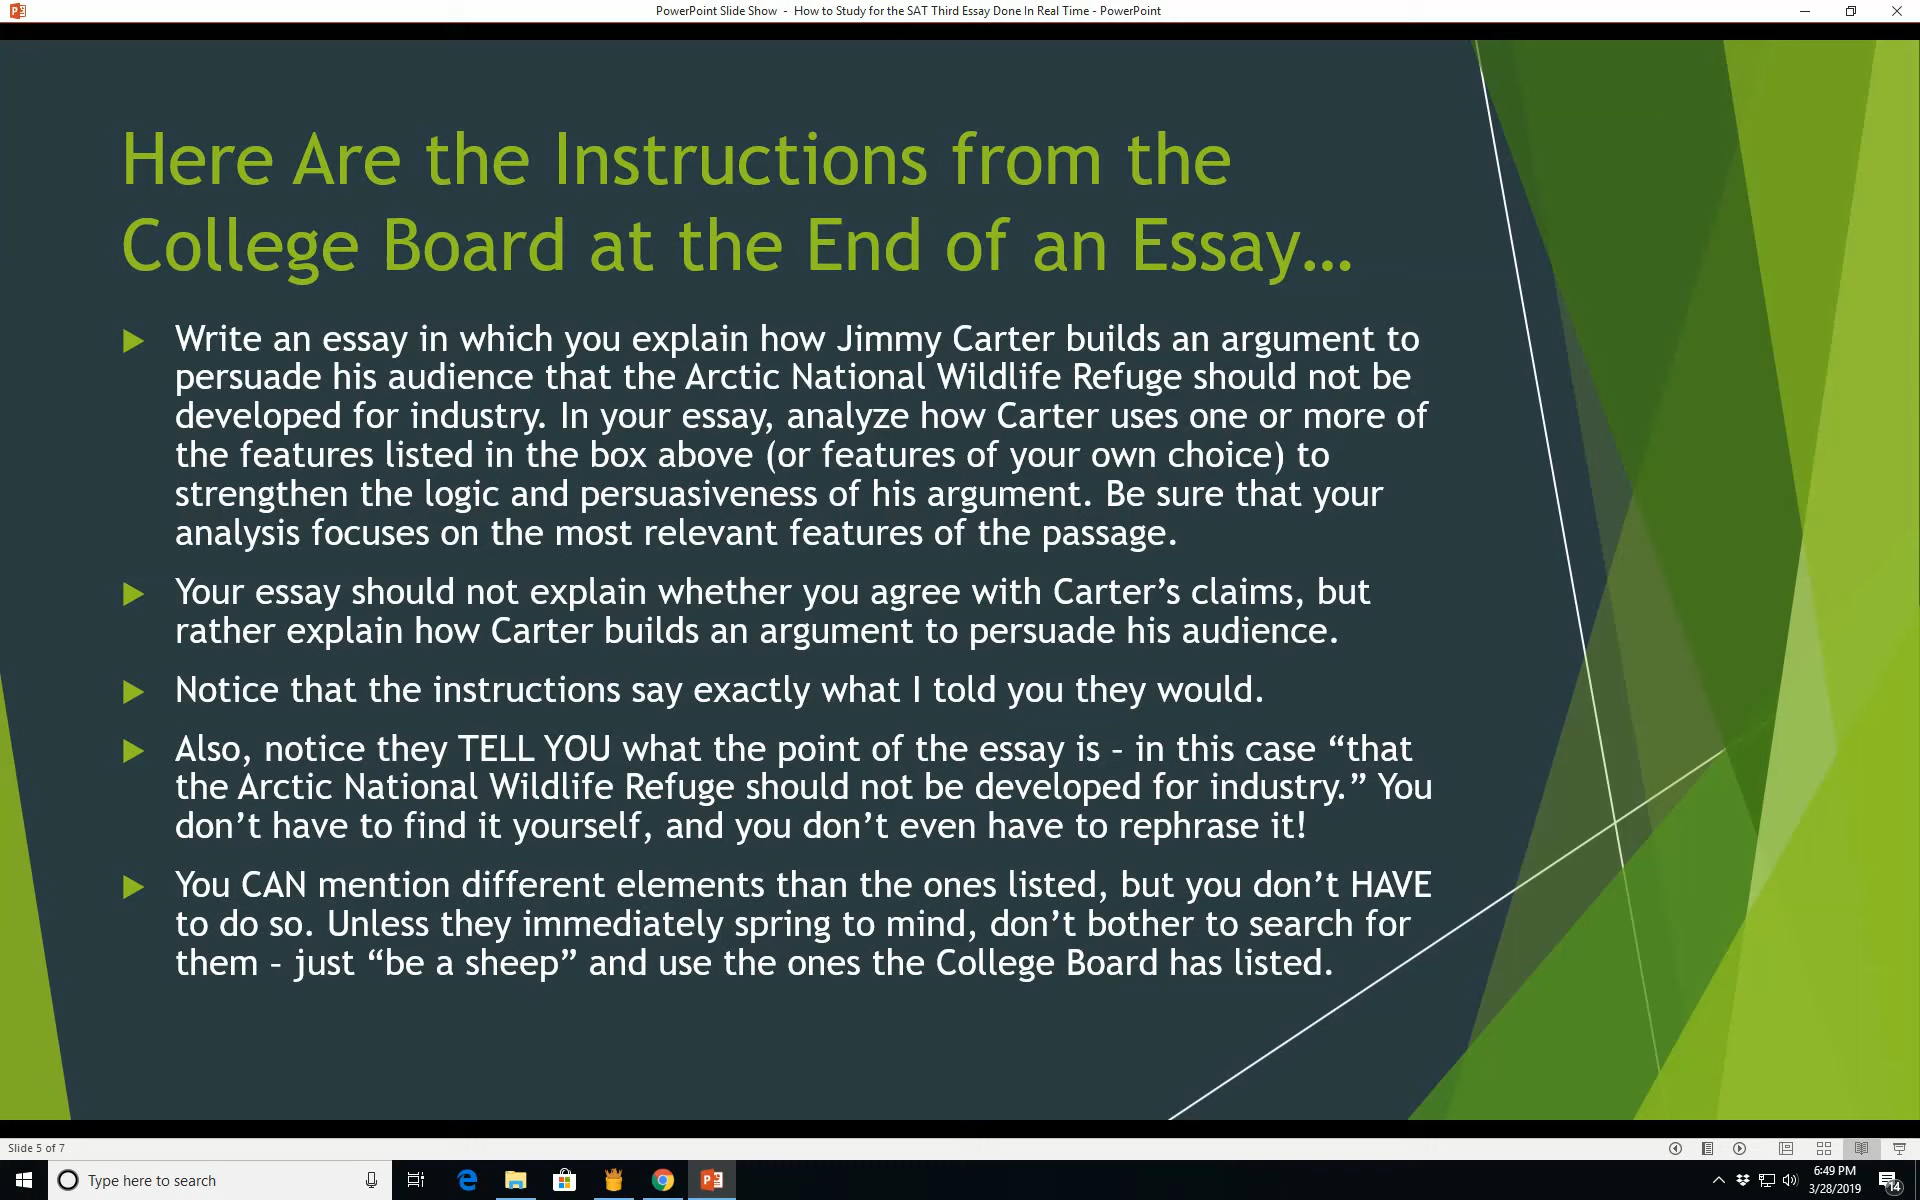 PowerPoint Slide Show - How to Study for the SAT Third Essay Done In Real Time - PowerPoint
Here Are the Instructions from the
College Board at the End of an Essay…
Write an essay in which you explain how Jimmy Carter builds an argument to
persuade his audience that the Arctic National Wildlife Refuge should not be
developed for industry. In your essay, analyze how Carter uses one or more of
the features listed in the box above (or features of your own choice) to
strengthen the logic and persuasiveness of his argument. Be sure that your
analysis focuses on the most relevant features of the passage.
Your essay should not explain whether you agree with Carter’s claims, but
rather explain how Carter builds an argument to persuade his audience.
Notice that the instructions say exactly what I told you they would.
Also, notice they TELL YOU what the point of the essay is – in this case “that
the Arctic National Wildlife Refuge should not be developed for industry.” You
don’t have to find it yourself, and you don’t even have to rephrase it!
You CAN mention different elements than the ones listed, but you don’t HAVE
to do so. Unless they immediately spring to mind, don’t bother to search for
them – just “be a sheep” and use the ones the College Board has listed.
Slide 5 of 7
Type here to search
6:49 PM
3/28/2019
14